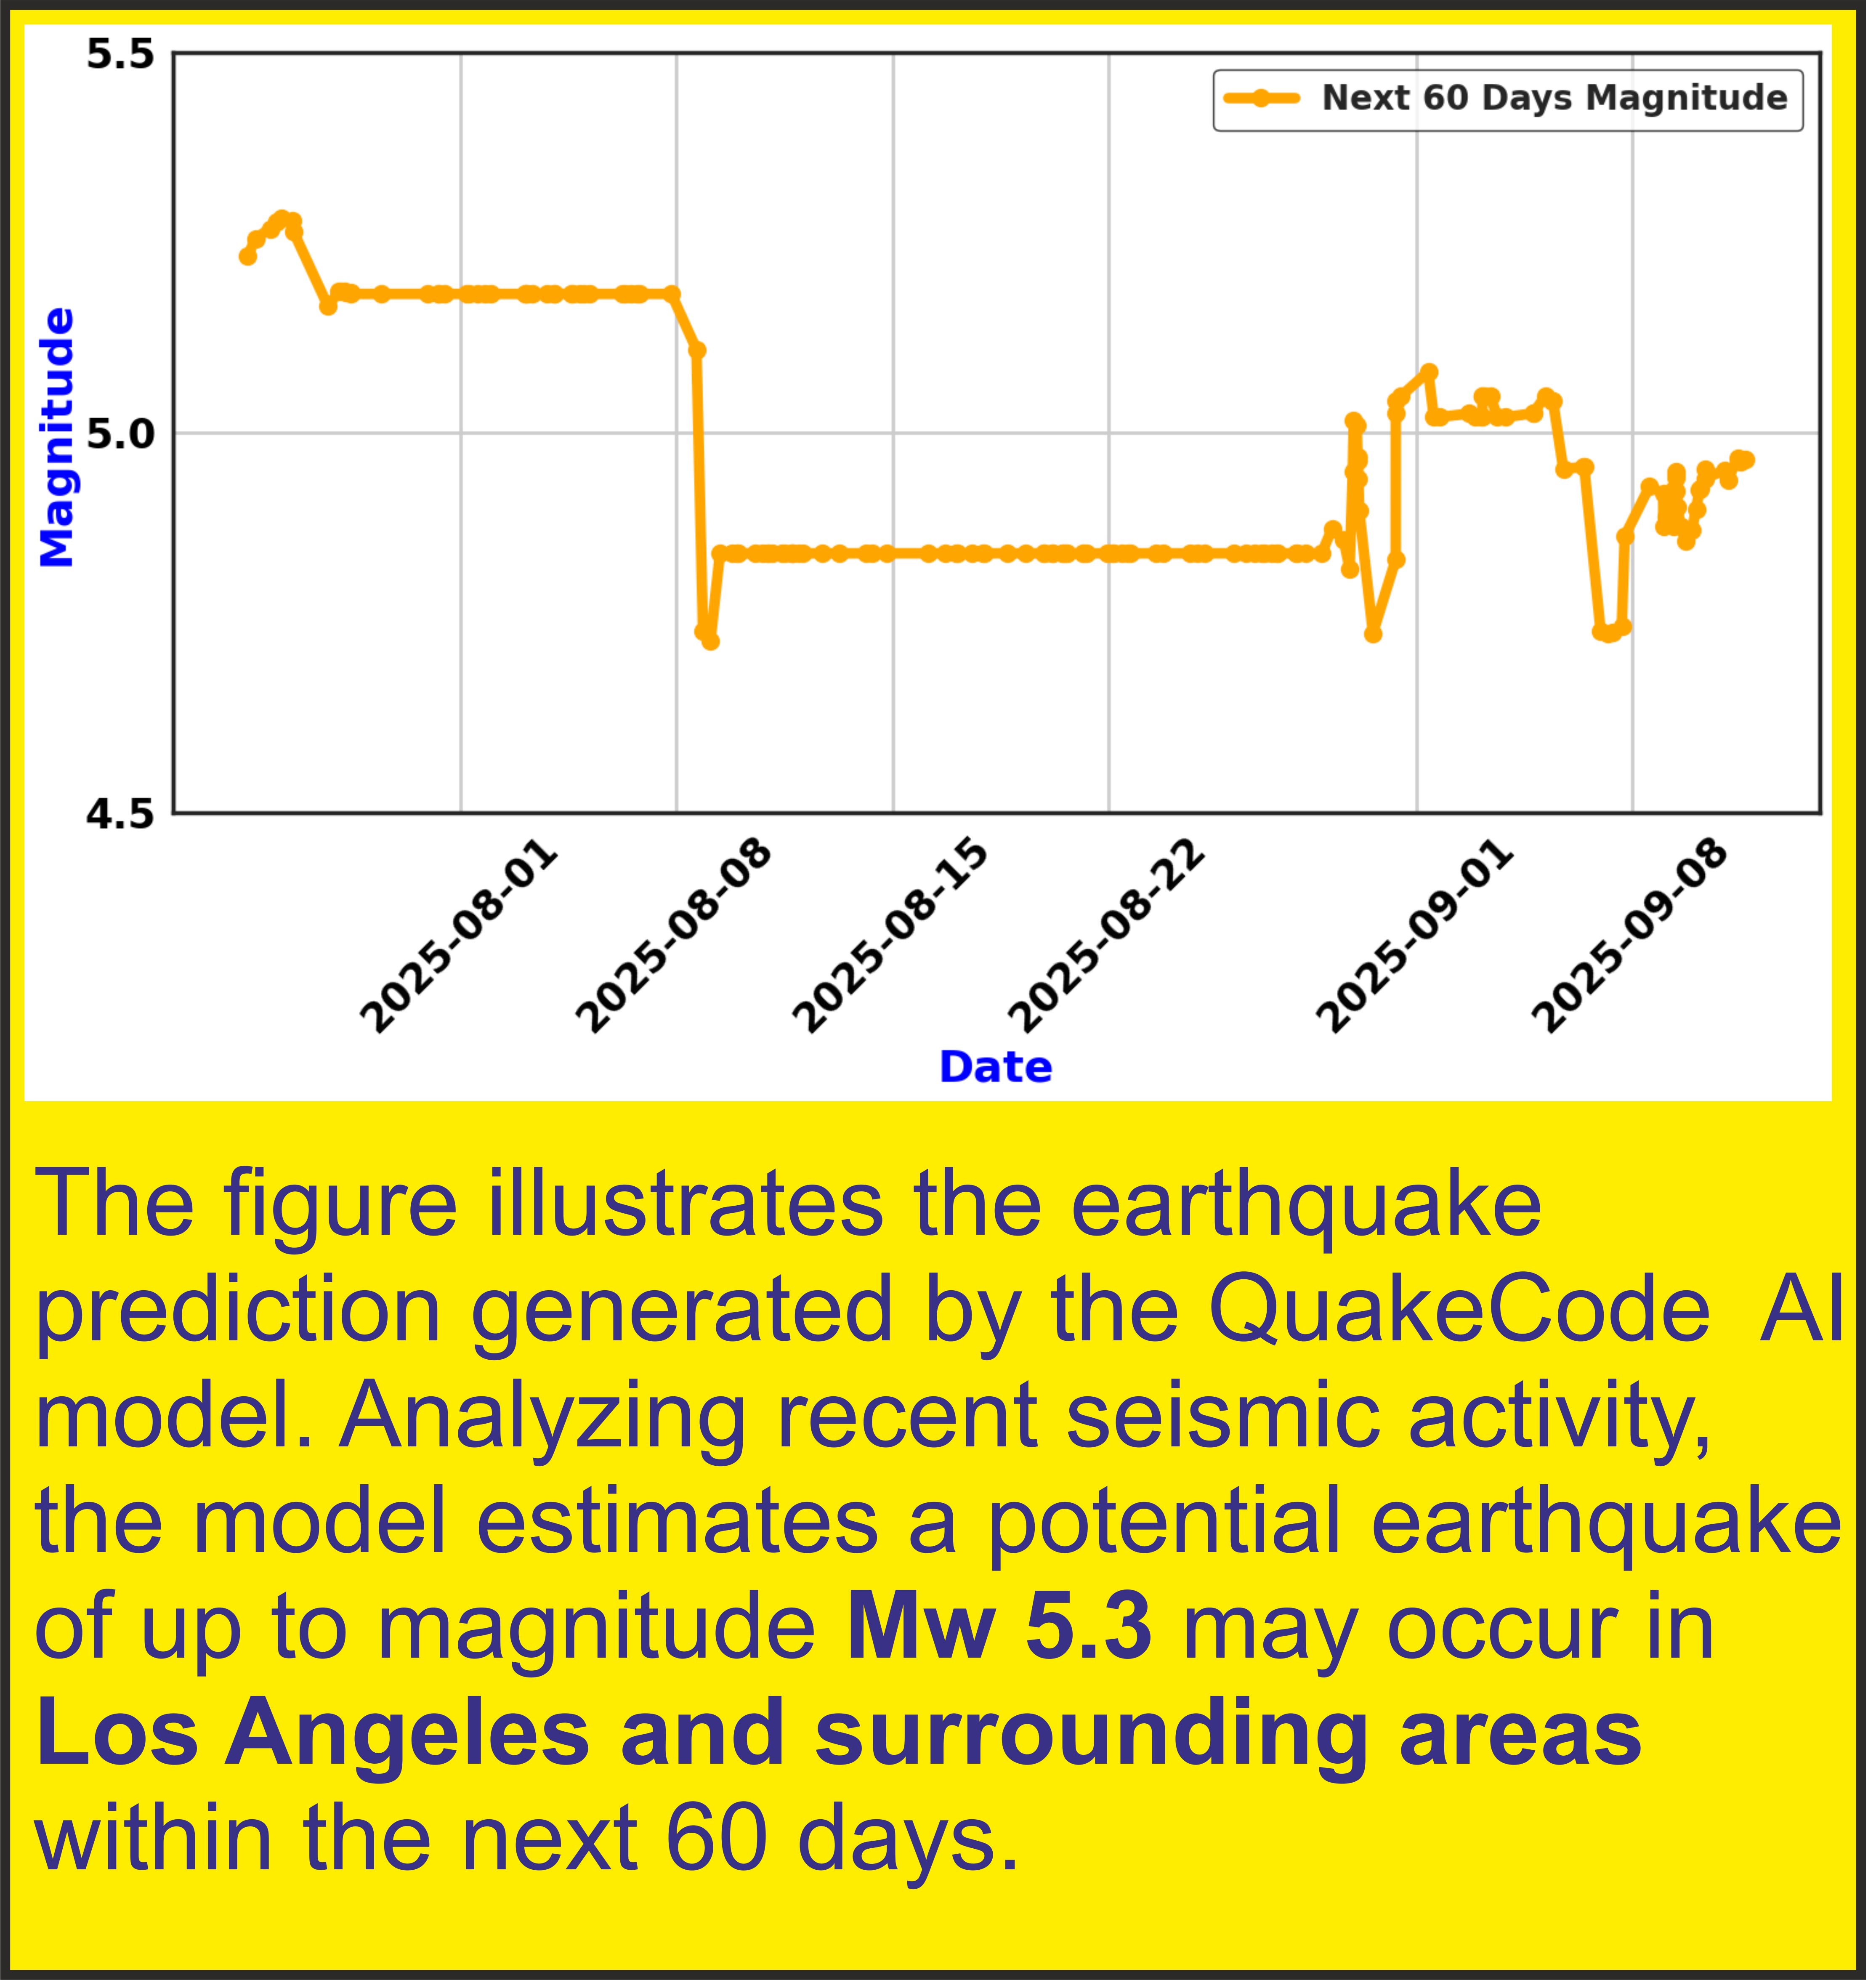 5.5
Next 60 Days Magnitude
5.0
4.5
Magnitude
2025-08-01
2025-08-08
2025-08-15
2025-08-22
2025-09-01
2025-09-08
Date
The figure illustrates the earthquake
prediction generated by the QuakeCode AI
model. Analyzing recent seismic activity,
the model estimates a potential earthquake
of up to magnitude Mw 5.3 may occur in
Los Angeles and surrounding areas
within the next 60 days.